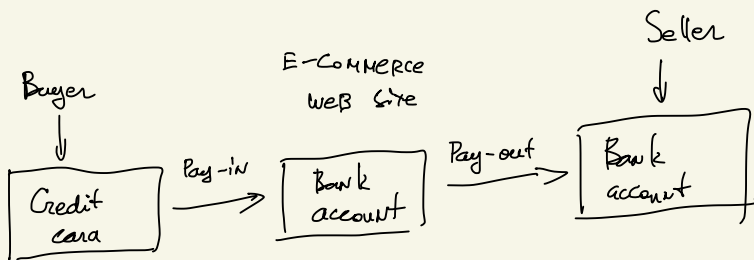 Seller
E-COMMERCE
WEB SITE
Buyer
Pay-in
Pay-out
Credit
card
Bank
account
Bank
account